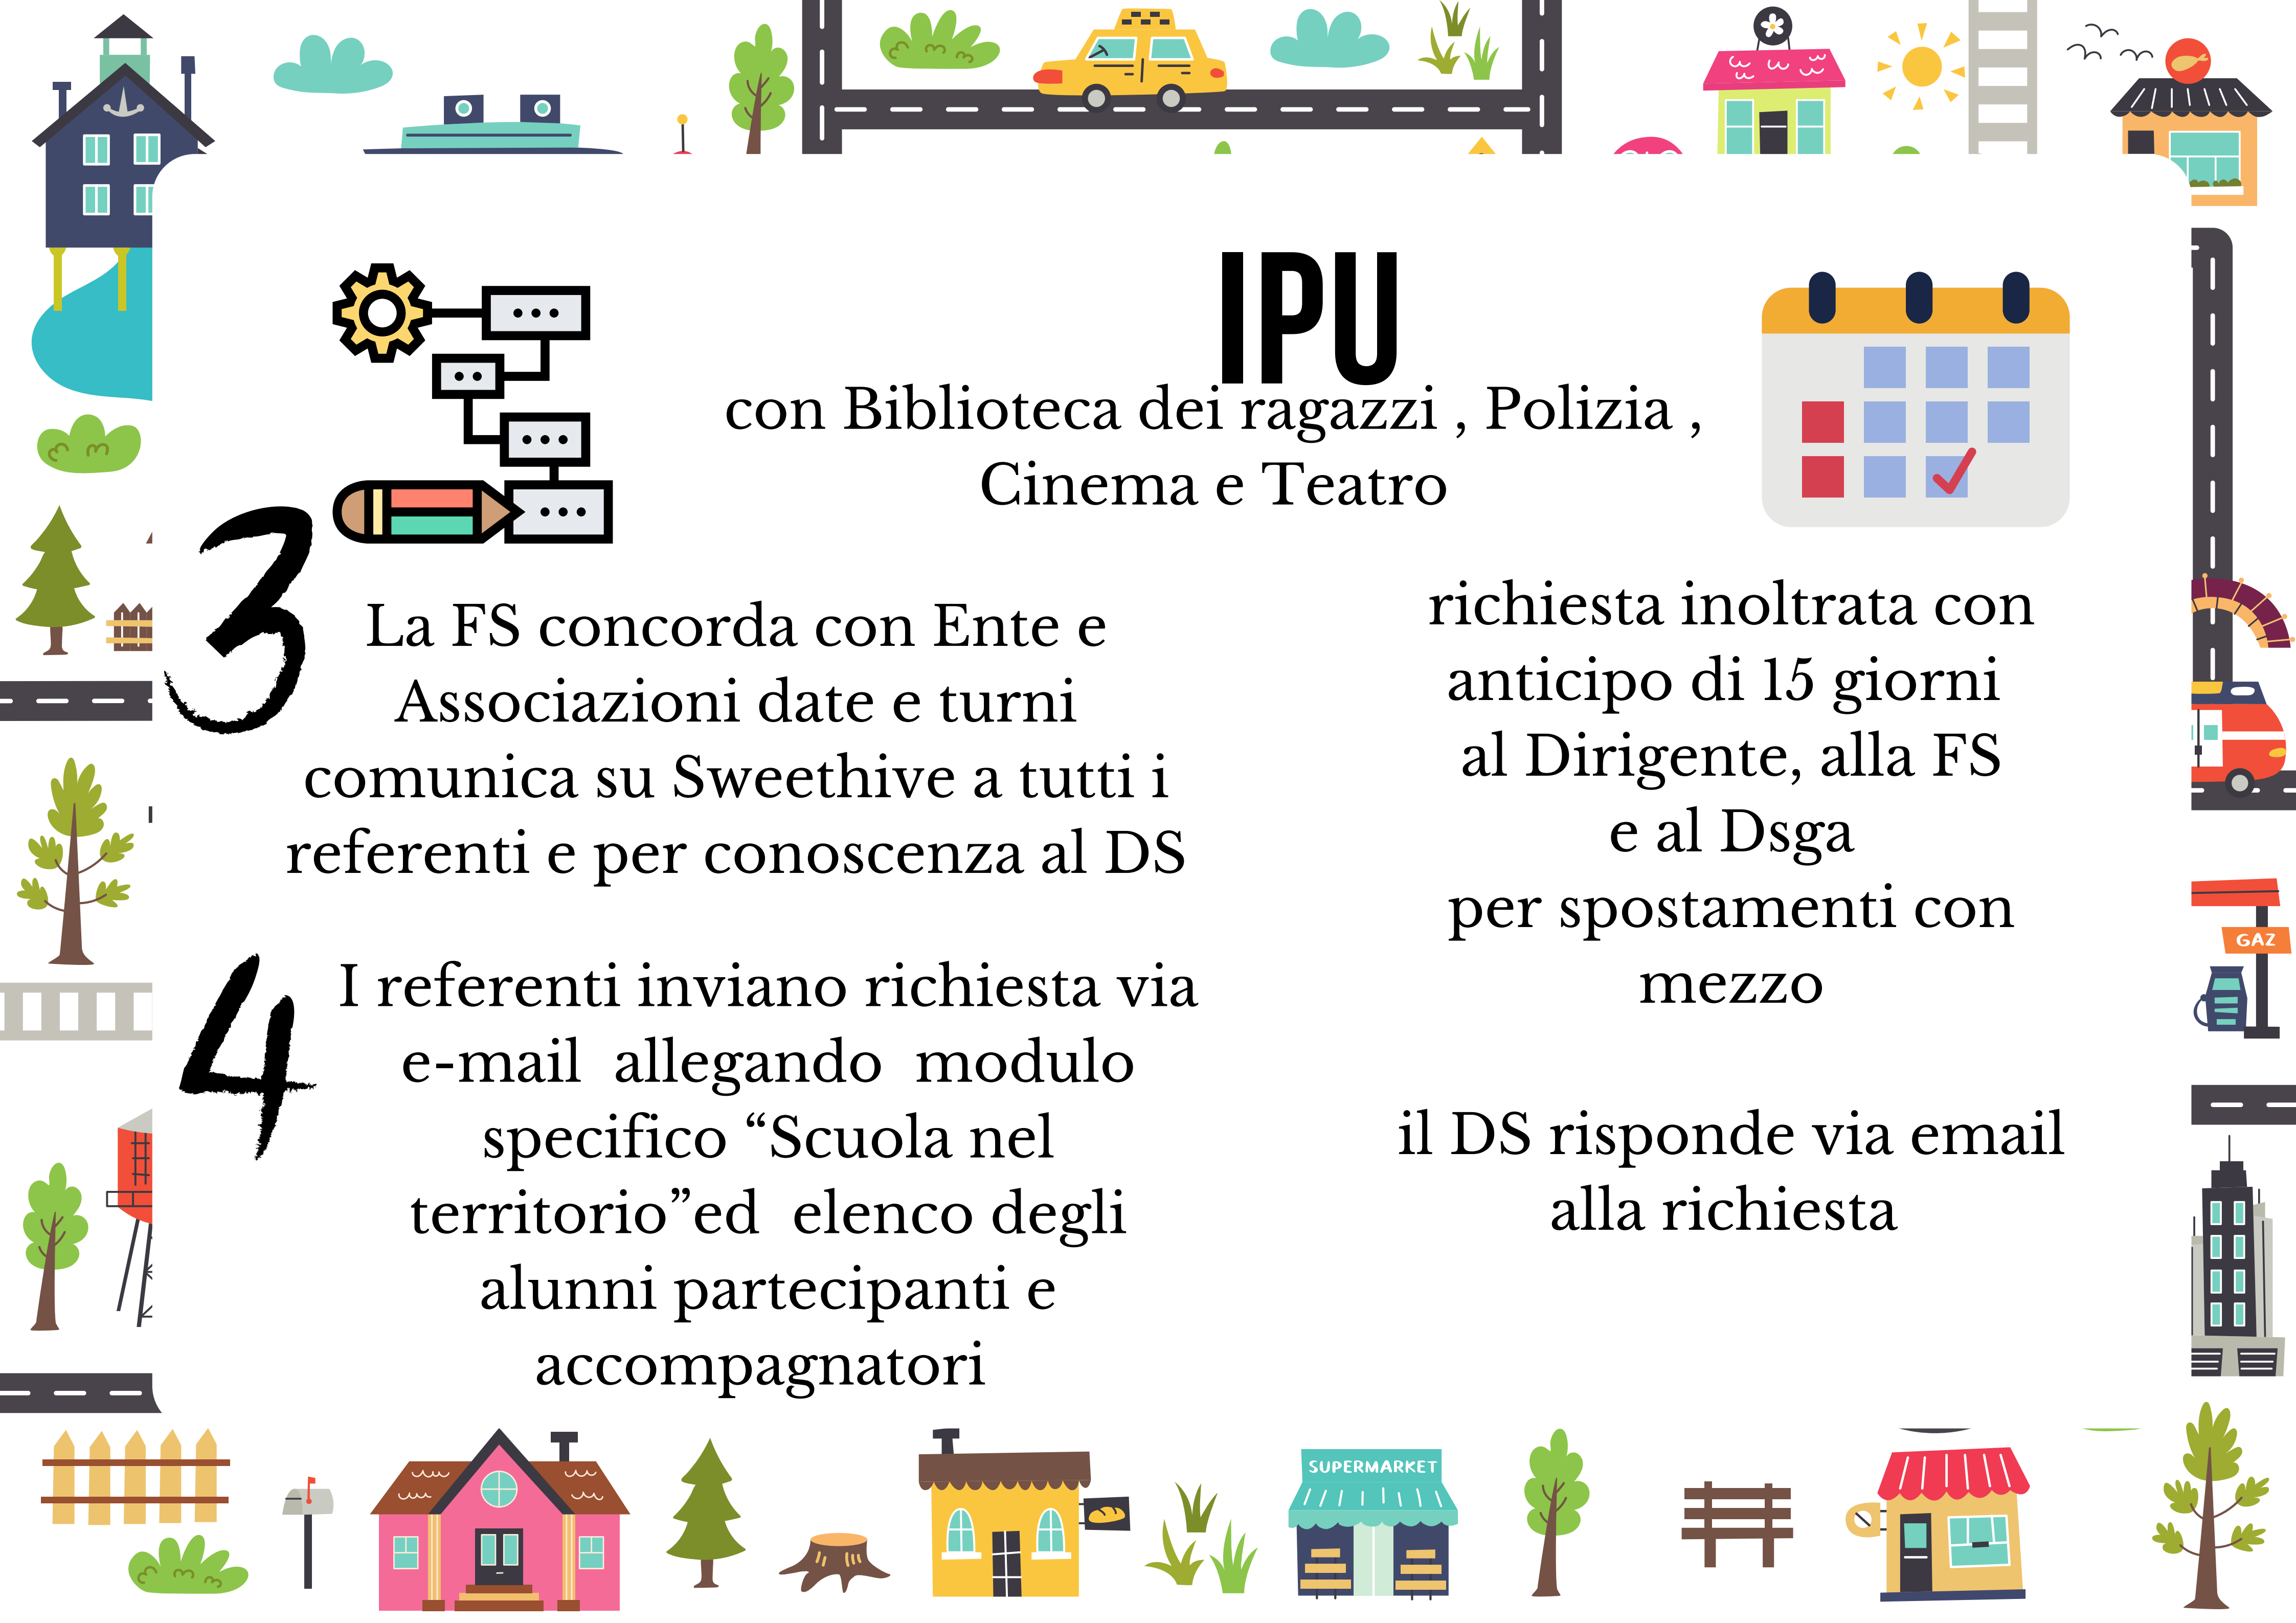 IPU
con Biblioteca dei ragazzi , Polizia ,
Cinema e Teatro
3
La FS concorda con Ente e
Associazioni date e turni
comunica su Sweethive a tutti i
referenti e per conoscenza al DS
4
I referenti inviano richiesta via
e-mail allegando modulo
specifico “Scuola nel
territorio”ed elenco degli
alunni partecipanti e
accompagnatori
richiesta inoltrata con
anticipo di 15 giorni
al Dirigente, alla FS
e al Dsga
per spostamenti con
mezzo
il DS risponde via email
alla richiesta
GAZ
SUPERMARKET